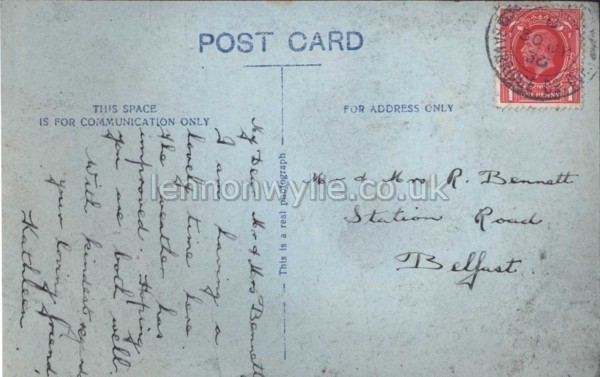 POST CARD
THIS SPACE
IS FOR COMMUNICATION ONLY
FOR ADDRESS ONLY
This is a real photograph
My Dear Mr & Mrs Bennett
I am having a
lovely time here.
the weather has
improved. Hoping
you are both well.
With kindest regards
Your loving friend,
Kathleen
Mr & Mrs R. Bennett
Station Road
Belfast.
lennonwylie.co.uk